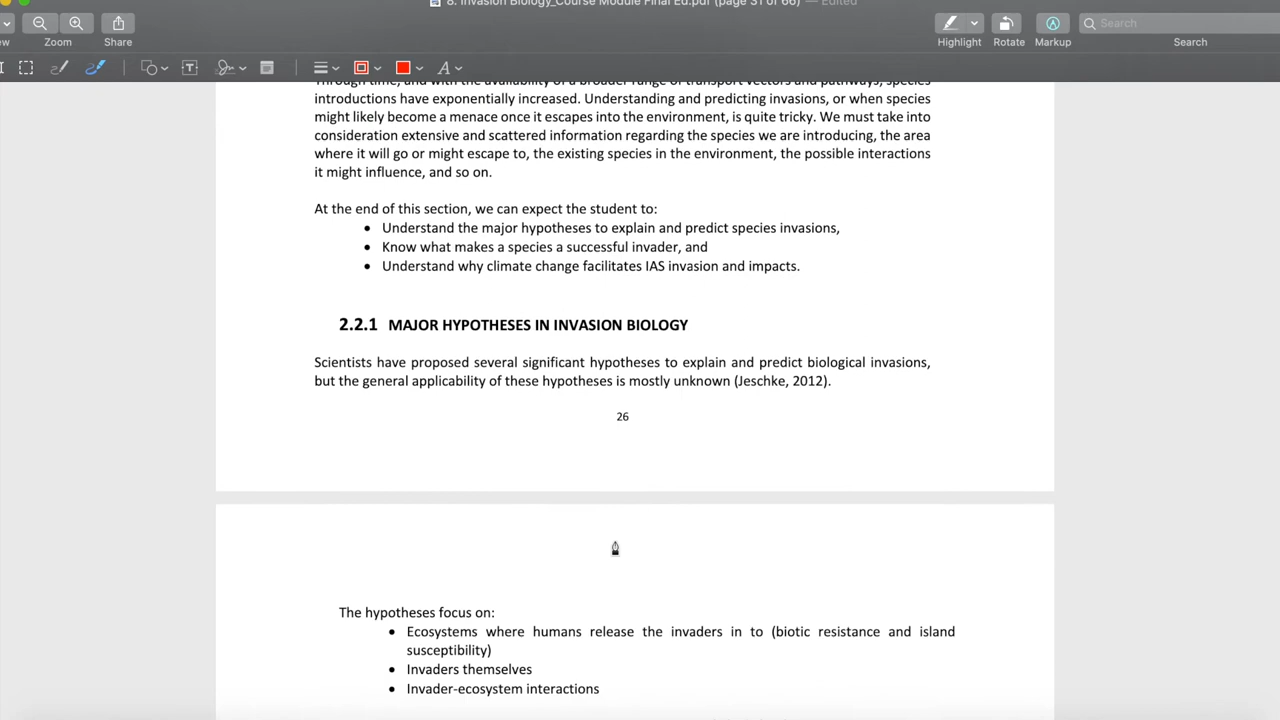 8. Invasion Biology_Course Module Final Ed.pdf (page 31 of 66) — Edited
Zoom Share Highlight Rotate Markup Search
Search
Through time, and with the availability of a broader range of transport vectors and pathways, species
introductions have exponentially increased. Understanding and predicting invasions, or when species
might likely become a menace once it escapes into the environment, is quite tricky. We must take into
consideration extensive and scattered information regarding the species we are introducing, the area
where it will go or might escape to, the existing species in the environment, the possible interactions
it might influence, and so on.
At the end of this section, we can expect the student to:
• Understand the major hypotheses to explain and predict species invasions,
• Know what makes a species a successful invader, and
• Understand why climate change facilitates IAS invasion and impacts.
2.2.1 MAJOR HYPOTHESES IN INVASION BIOLOGY
Scientists have proposed several significant hypotheses to explain and predict biological invasions,
but the general applicability of these hypotheses is mostly unknown (Jeschke, 2012).
26
The hypotheses focus on:
• Ecosystems where humans release the invaders in to (biotic resistance and island
susceptibility)
• Invaders themselves
• Invader-ecosystem interactions